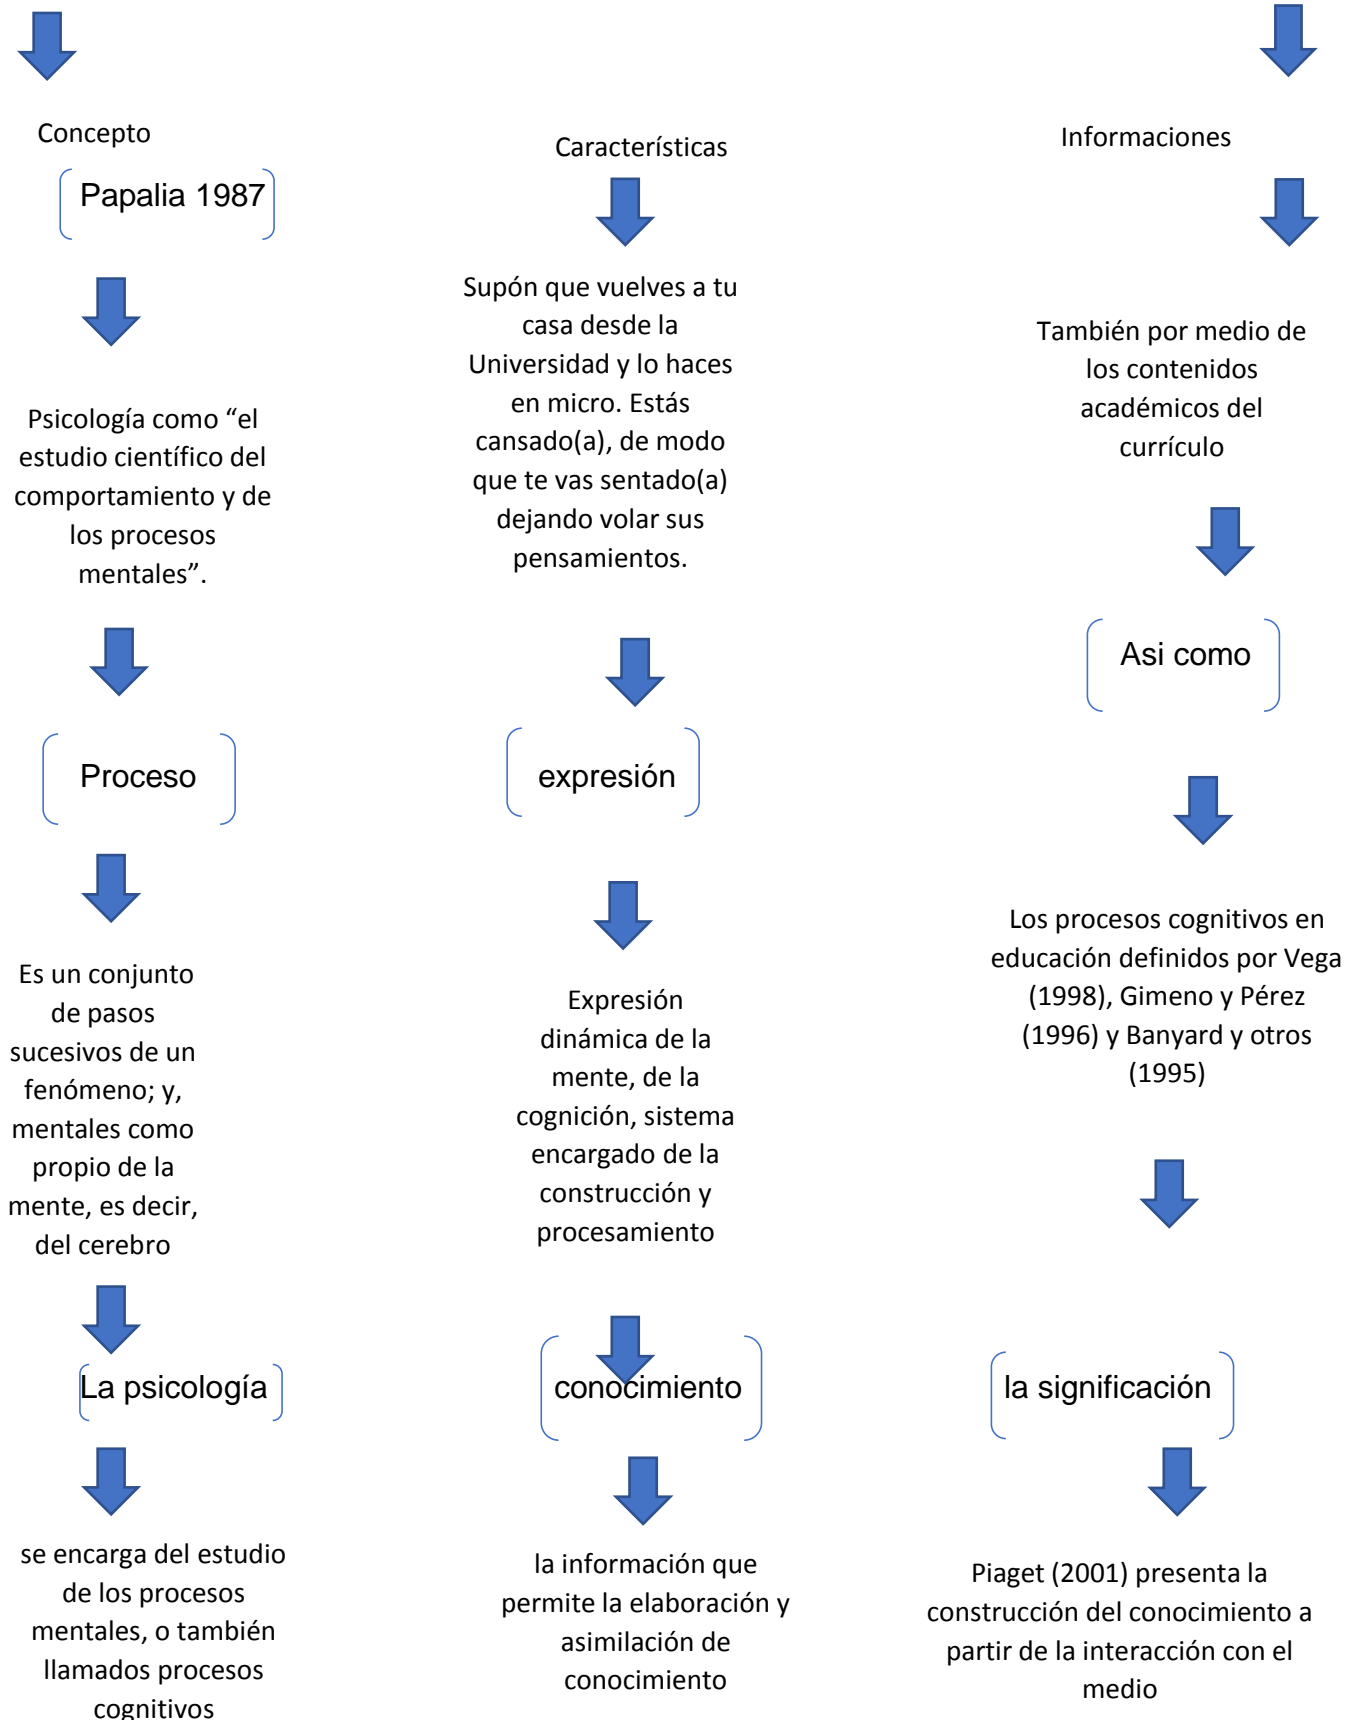 Concepto
Papalia 1987
Psicología como “el
estudio científico del
comportamiento y de
los procesos
mentales”.
Proceso
Es un conjunto
de pasos
sucesivos de un
fenómeno; y,
mentales como
propio de la
mente, es decir,
del cerebro
La psicología
se encarga del estudio
de los procesos
mentales, o también
llamados procesos
cognitivos
Características
Supón que vuelves a tu
casa desde la
Universidad y lo haces
en micro. Estás
cansado(a), de modo
que te vas sentado(a)
dejando volar sus
pensamientos.
expresión
Expresión
dinámica de la
mente, de la
cognición, sistema
encargado de la
construcción y
procesamiento
conocimiento
la información que
permite la elaboración y
asimilación de
conocimiento
Informaciones
También por medio de
los contenidos
académicos del
currículo
Asi como
Los procesos cognitivos en
educación definidos por Vega
(1998), Gimeno y Pérez
(1996) y Banyard y otros
(1995)
la significación
Piaget (2001) presenta la
construcción del conocimiento a
partir de la interacción con el
medio